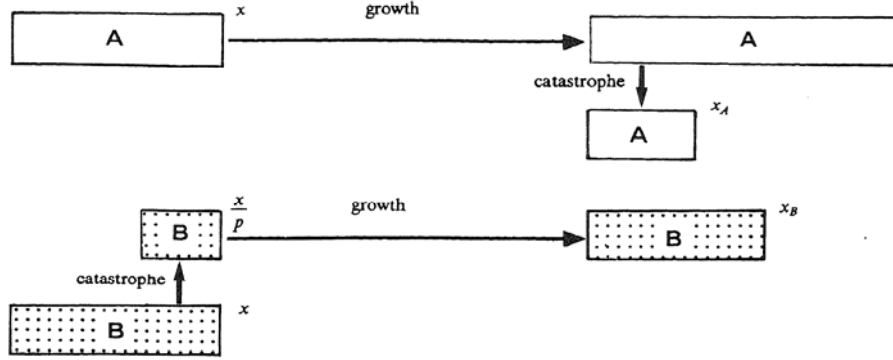 x
growth
A
A
catastrophe
x_A
A
x/p
growth
x_B
B
B
catastrophe
x
B